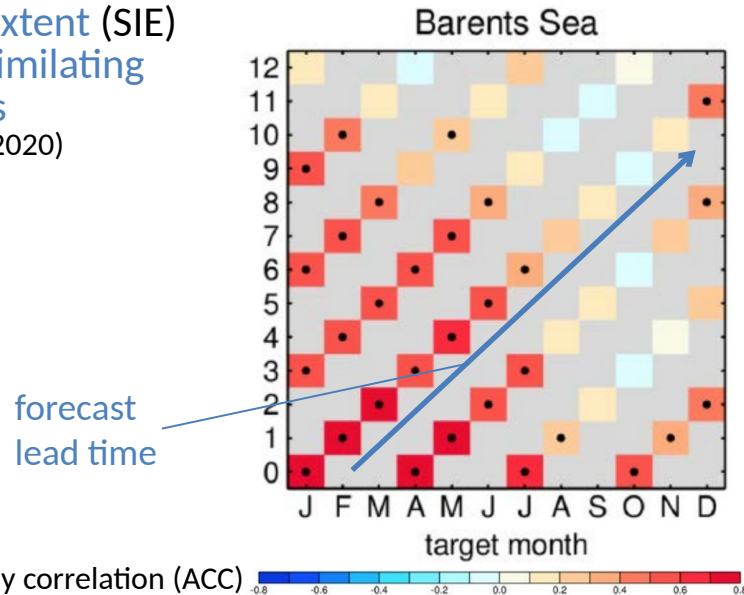 xtent (SIE)
imilating
s
2020)
Barents Sea
12
11
10
9
8
7
6
5
4
3
2
1
0
J F M A M J J A S O N D
target month
forecast
lead time
y correlation (ACC)
-0.8 -0.6 -0.4 -0.2 0.0 0.2 0.4 0.6 0.8